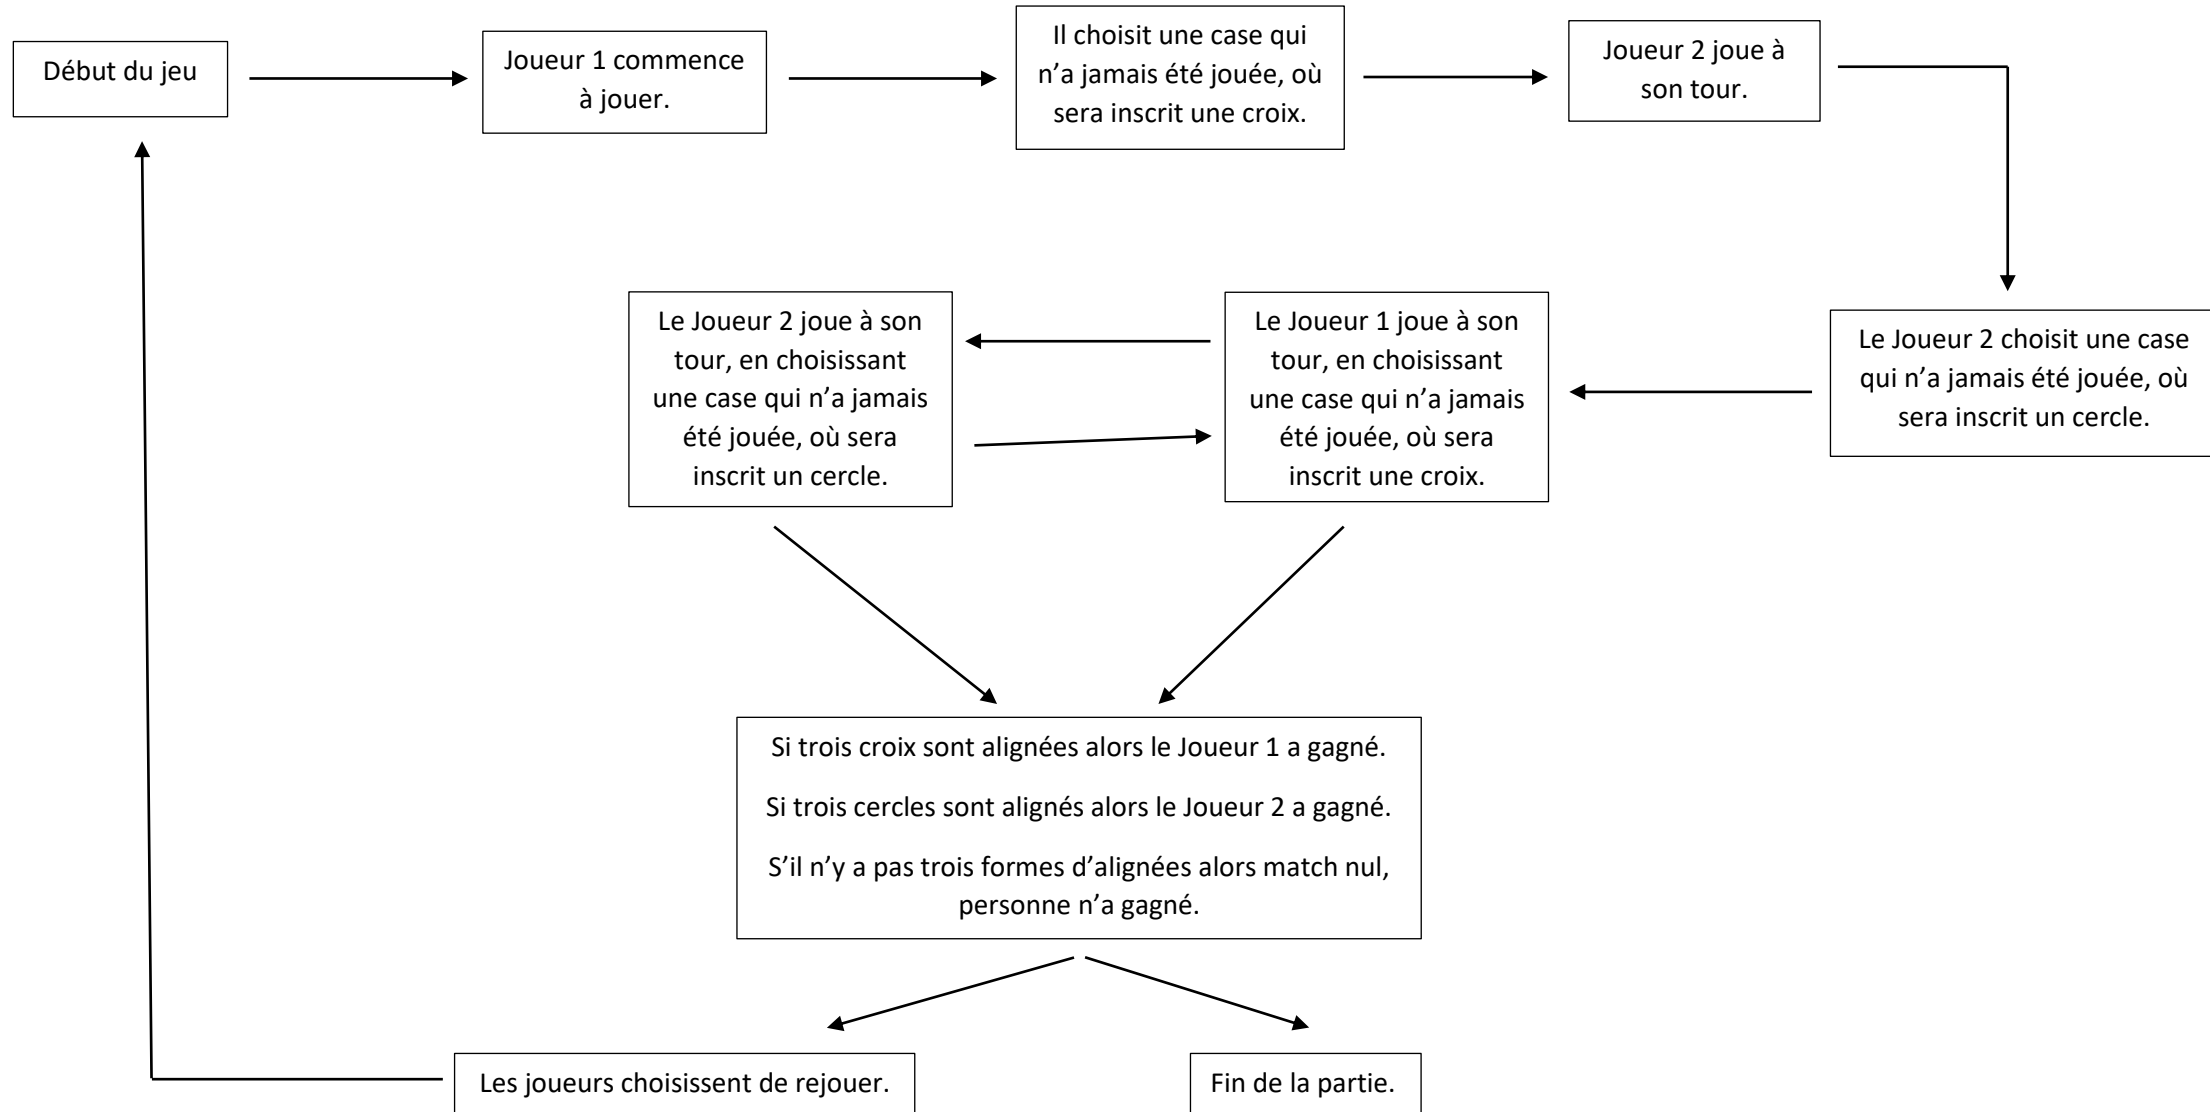 Début du jeu
Joueur 1 commence
à jouer.
Il choisit une case qui
n’a jamais été jouée, où
sera inscrit une croix.
Joueur 2 joue à
son tour.
Le Joueur 2 choisit une case
qui n’a jamais été jouée, où
sera inscrit un cercle.
Le Joueur 1 joue à son
tour, en choisissant
une case qui n’a jamais
été jouée, où sera
inscrit une croix.
Le Joueur 2 joue à son
tour, en choisissant
une case qui n’a jamais
été jouée, où sera
inscrit un cercle.
Si trois croix sont alignées alors le Joueur 1 a gagné.
Si trois cercles sont alignés alors le Joueur 2 a gagné.
S’il n’y a pas trois formes d’alignées alors match nul,
personne n’a gagné.
Les joueurs choisissent de rejouer.
Fin de la partie.